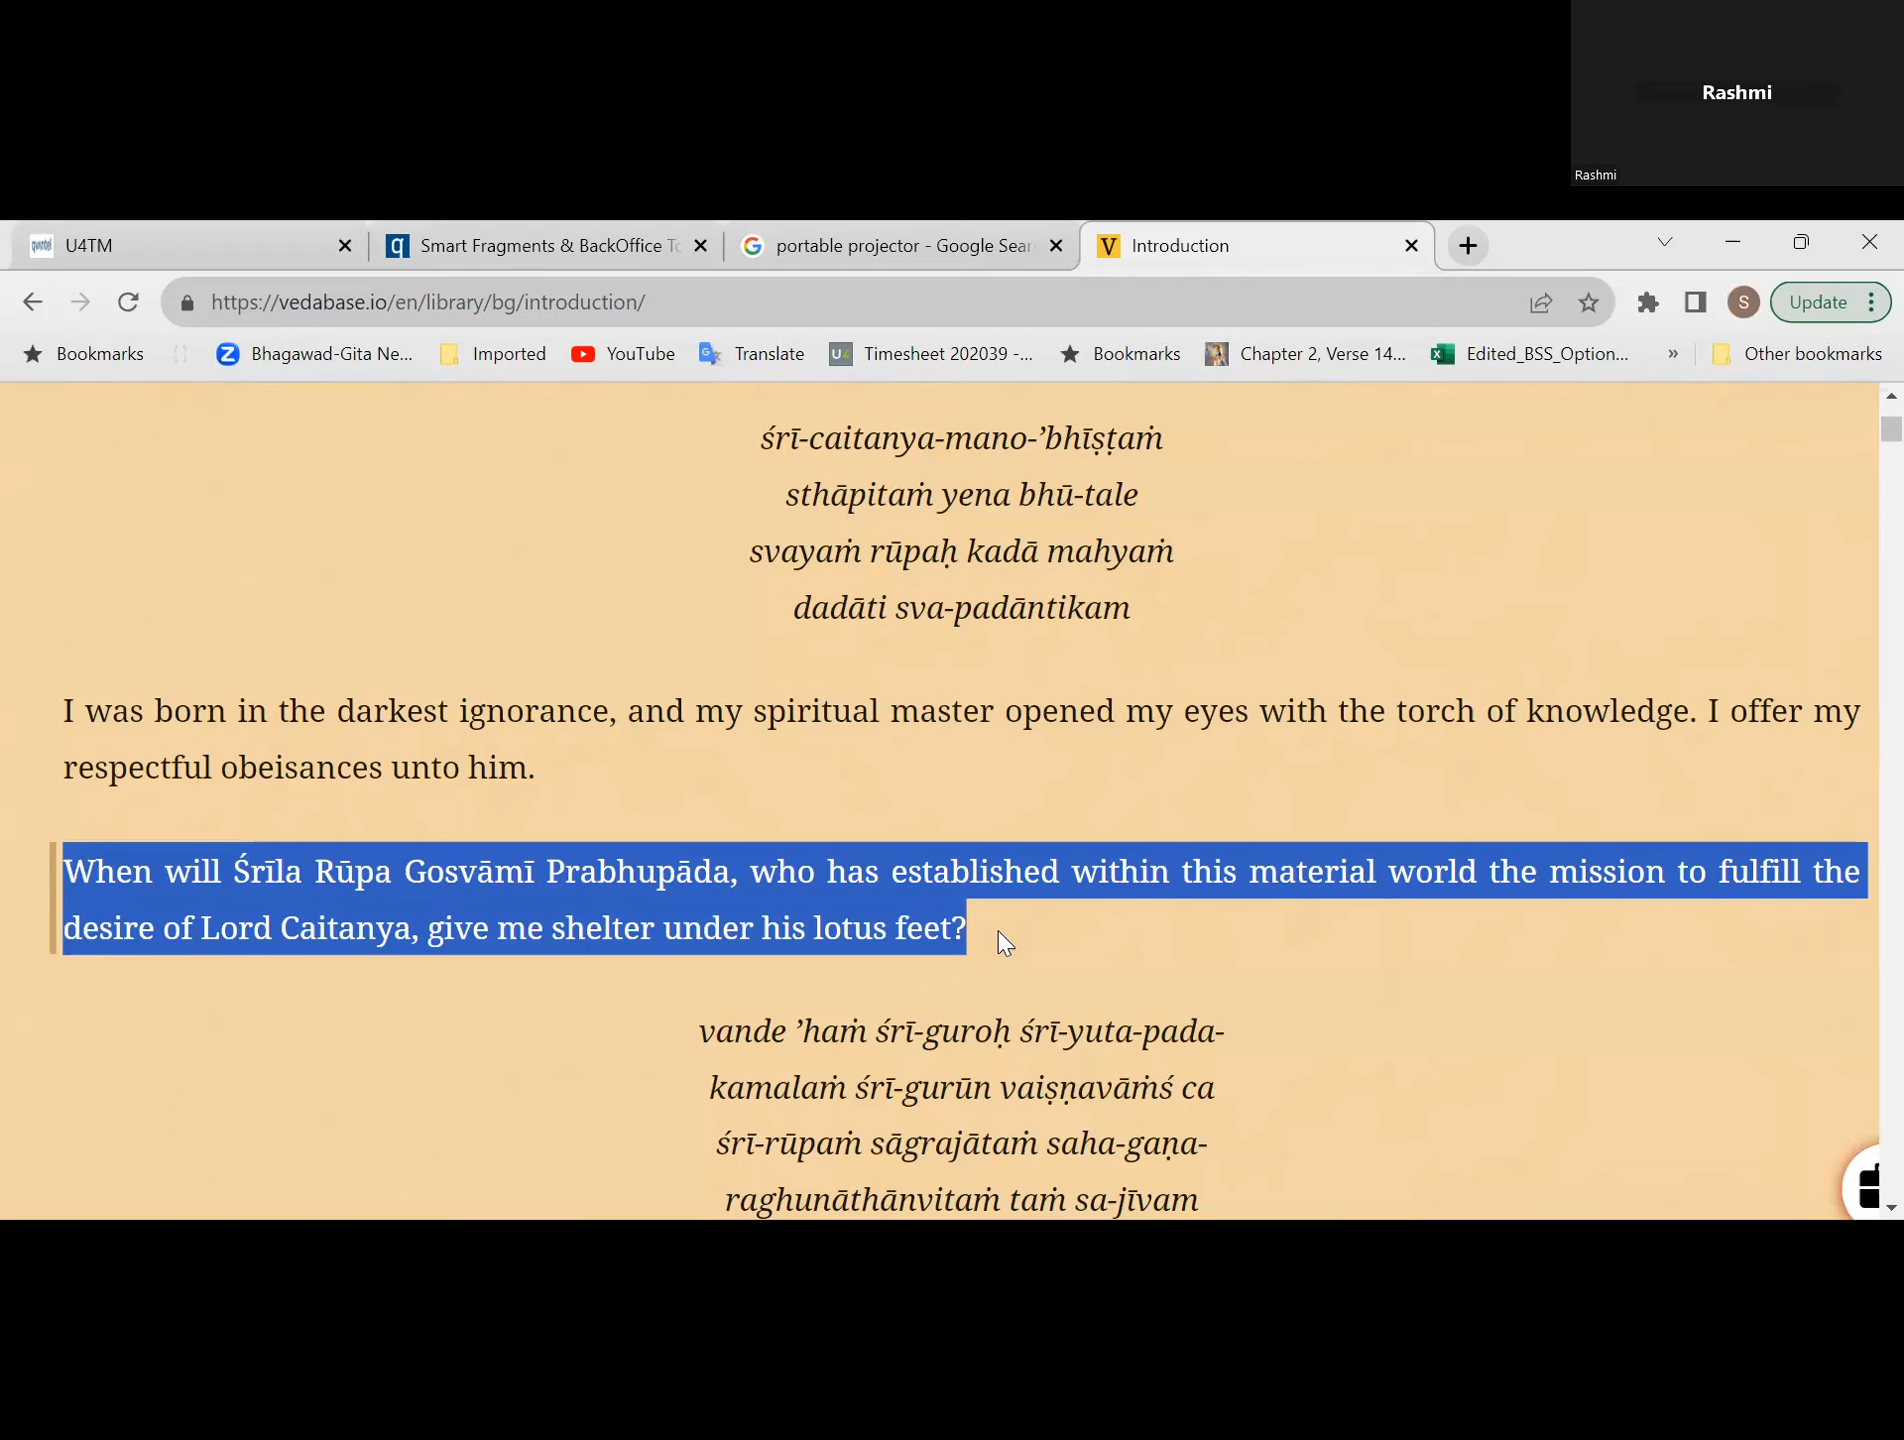 Rashmi
Rashmi
U4TM
Smart Fragments & BackOffice To
portable projector - Google Sear
Introduction
https://vedabase.io/en/library/bg/introduction/
S
Update
Bookmarks
Bhagawad-Gita Ne...
Imported
YouTube
Translate
Timesheet 202039 -...
Bookmarks
Chapter 2, Verse 14...
Edited_BSS_Option...
»
Other bookmarks
śrī-caitanya-mano-’bhīṣṭaṁ
sthāpitaṁ yena bhū-tale
svayaṁ rūpaḥ kadā mahyaṁ
dadāti sva-padāntikam
I was born in the darkest ignorance, and my spiritual master opened my eyes with the torch of knowledge. I offer my
respectful obeisances unto him.
When will Śrīla Rūpa Gosvāmī Prabhupāda, who has established within this material world the mission to fulfill the
desire of Lord Caitanya, give me shelter under his lotus feet?
vande ’haṁ śrī-guroḥ śrī-yuta-pada-
kamalaṁ śrī-gurūn vaiṣṇavāṁś ca
śrī-rūpaṁ sāgrajātaṁ saha-gaṇa-
raghunāthānvitaṁ taṁ sa-jīvam